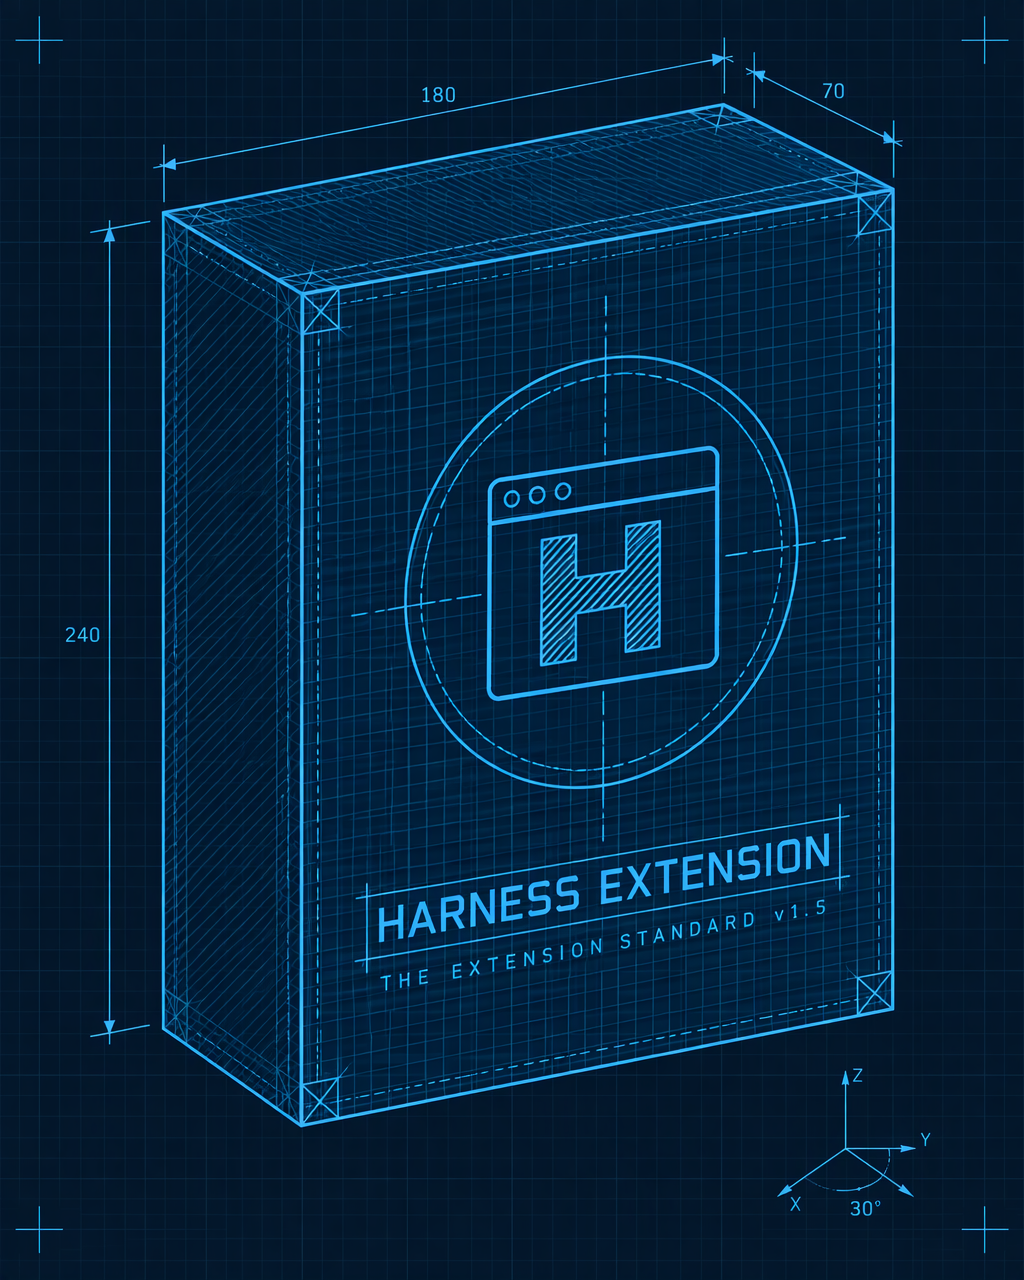 180
70
240
H
HARNESS EXTENSION
THE EXTENSION STANDARD v1.5
Z
Y
X
30°